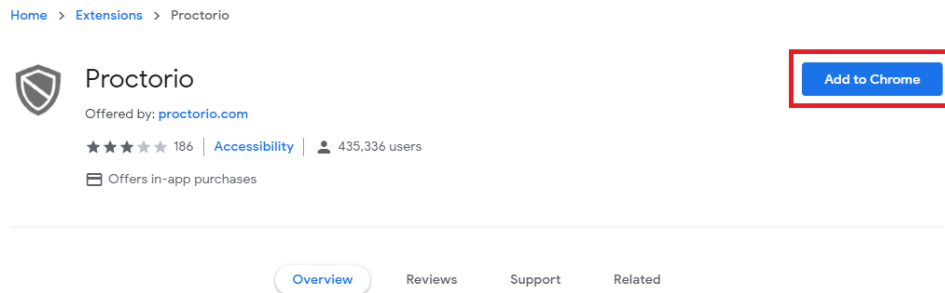 Home > Extensions > Proctorio
Proctorio
Add to Chrome
Offered by: proctorio.com
186 | Accessibility | 435,336 users
Offers in-app purchases
Overview Reviews Support Related